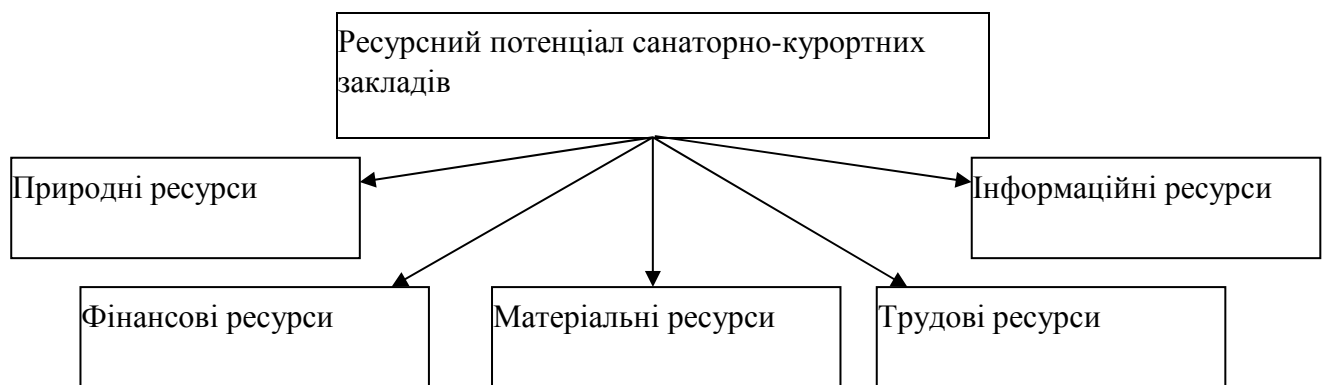 Ресурсний потенціал санаторно-курортних
закладів
Природні ресурси
Інформаційні ресурси
Фінансові ресурси
Матеріальні ресурси
Трудові ресурси